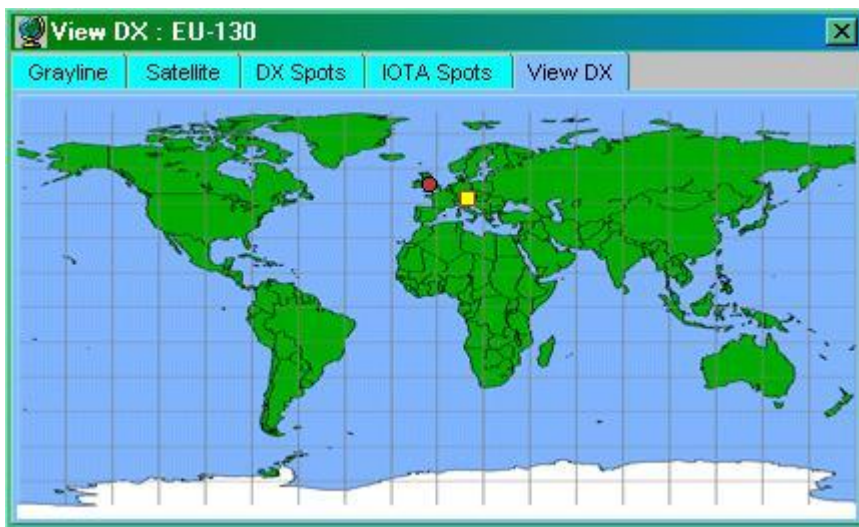 View DX : EU-130
Grayline Satellite DX Spots IOTA Spots View DX